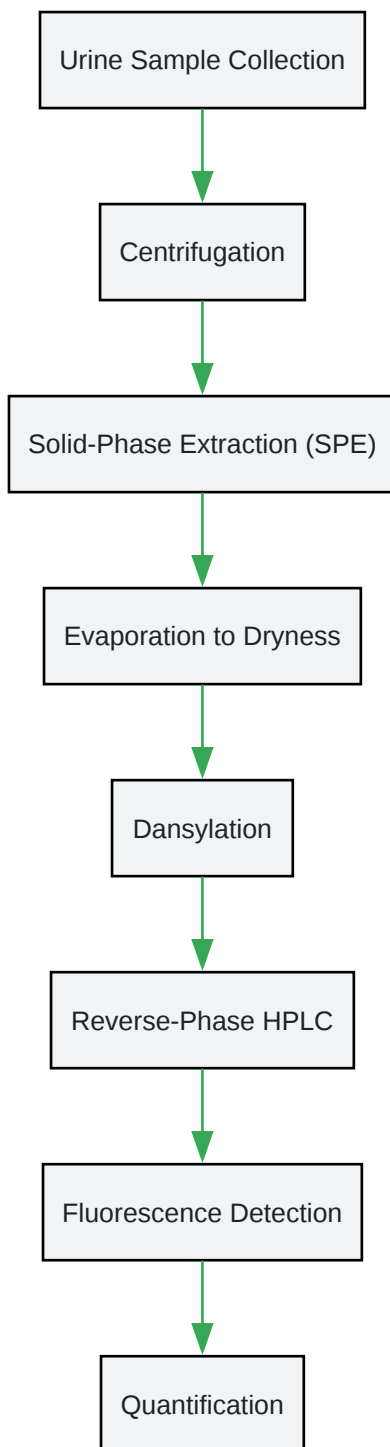 Urine Sample Collection
Centrifugation
Solid-Phase Extraction (SPE)
Evaporation to Dryness
Dansylation
Reverse-Phase HPLC
Fluorescence Detection
Quantification